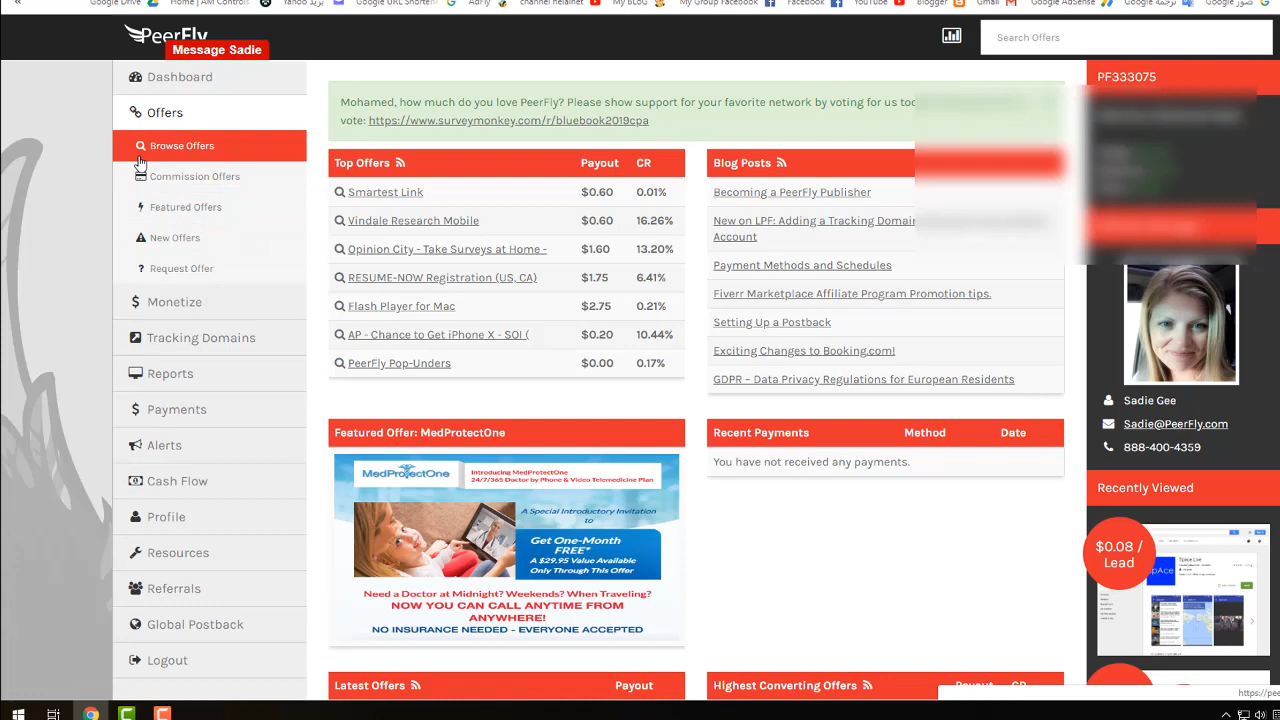 Google Drive
Home | AM Controls
Yahoo بريد
Google URL Shorten
AdFly
channel helalnet
My BLOG
My Group Facebook
Facebook
YouTube
Blogger
Gmail
Google AdSense
ترجمة Google
صور Google
PeerFly
Message Sadie
Search Offers
Dashboard
Offers
Browse Offers
Commission Offers
Featured Offers
New Offers
Request Offer
Monetize
Tracking Domains
Reports
Payments
Alerts
Cash Flow
Profile
Resources
Referrals
Global Postback
Logout
Mohamed, how much do you love PeerFly? Please show support for your favorite network by voting for us
vote: https://www.surveymonkey.com/r/bluebook2019cpa
Top Offers Payout CR
Smartest Link $0.60 0.01%
Vindale Research Mobile $0.60 16.26%
Opinion City - Take Surveys at Home - $1.60 13.20%
RESUME-NOW Registration (US, CA) $1.75 6.41%
Flash Player for Mac $2.75 0.21%
AP - Chance to Get iPhone X - SOI ( $0.20 10.44%
PeerFly Pop-Unders $0.00 0.17%
Blog Posts
Becoming a PeerFly Publisher
New on LPF: Adding a Tracking Domain
Account
Payment Methods and Schedules
Fiverr Marketplace Affiliate Program Promotion tips.
Setting Up a Postback
Exciting Changes to Booking.com!
GDPR – Data Privacy Regulations for European Residents
Featured Offer: MedProtectOne
MedProtectOne
Introducing MedProtectOne
24/7/365 Doctor by Phone & Video Telemedicine Plan
A Special Introductory Invitation
to
Get One-Month
FREE*
A $29.95 Value Available
Only Through This Offer
Need a Doctor at Midnight? Weekends? When Traveling?
NOW YOU CAN CALL ANYTIME FROM
ANYWHERE!
NO INSURANCE NEEDED - EVERYONE ACCEPTED
Recent Payments Method Date
You have not received any payments.
Latest Offers Payout
Highest Converting Offers
PF333075
Sadie Gee
Sadie@PeerFly.com
888-400-4359
Recently Viewed
$0.08 /
Lead
https://pee